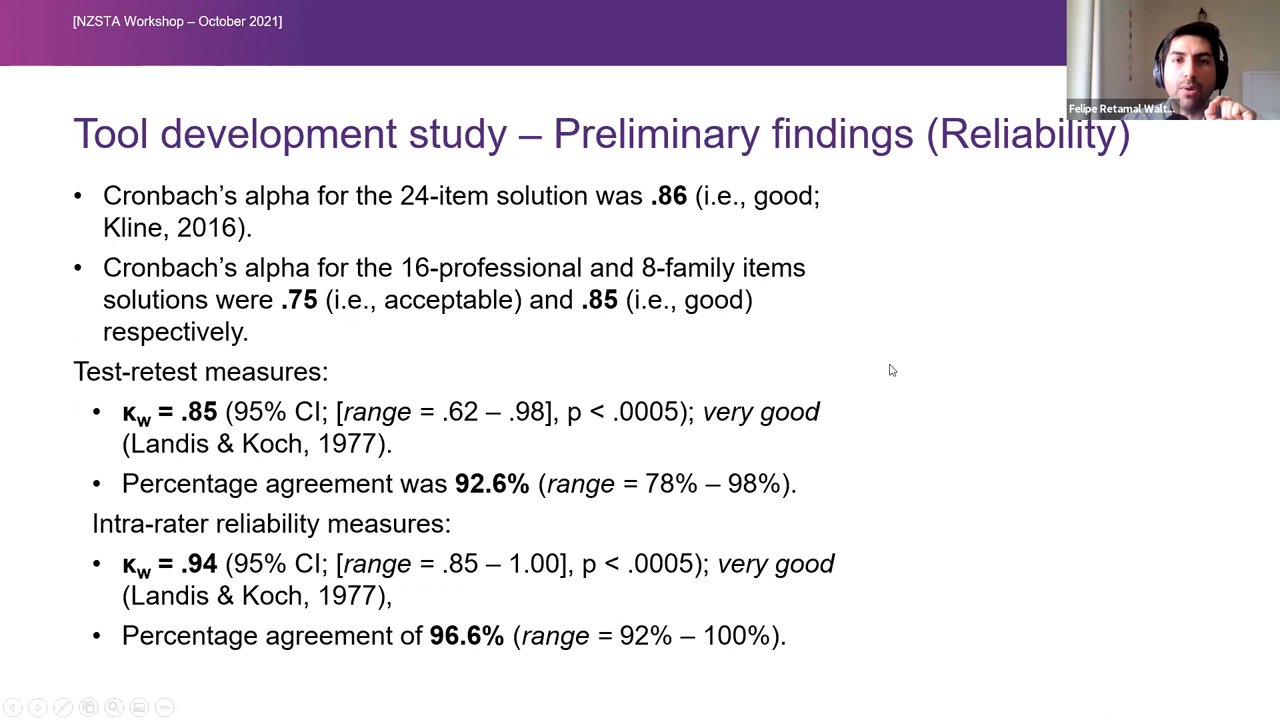 [NZSTA Workshop – October 2021]
Felipe Retamal Walt...
Tool development study – Preliminary findings (Reliability)
• Cronbach's alpha for the 24-item solution was .86 (i.e., good;
Kline, 2016).
• Cronbach's alpha for the 16-professional and 8-family items
solutions were .75 (i.e., acceptable) and .85 (i.e., good)
respectively.
Test-retest measures:
• κw = .85 (95% CI; [range = .62 – .98], p < .0005); very good
(Landis & Koch, 1977).
• Percentage agreement was 92.6% (range = 78% – 98%).
Intra-rater reliability measures:
• κw = .94 (95% CI; [range = .85 – 1.00], p < .0005); very good
(Landis & Koch, 1977),
• Percentage agreement of 96.6% (range = 92% – 100%).